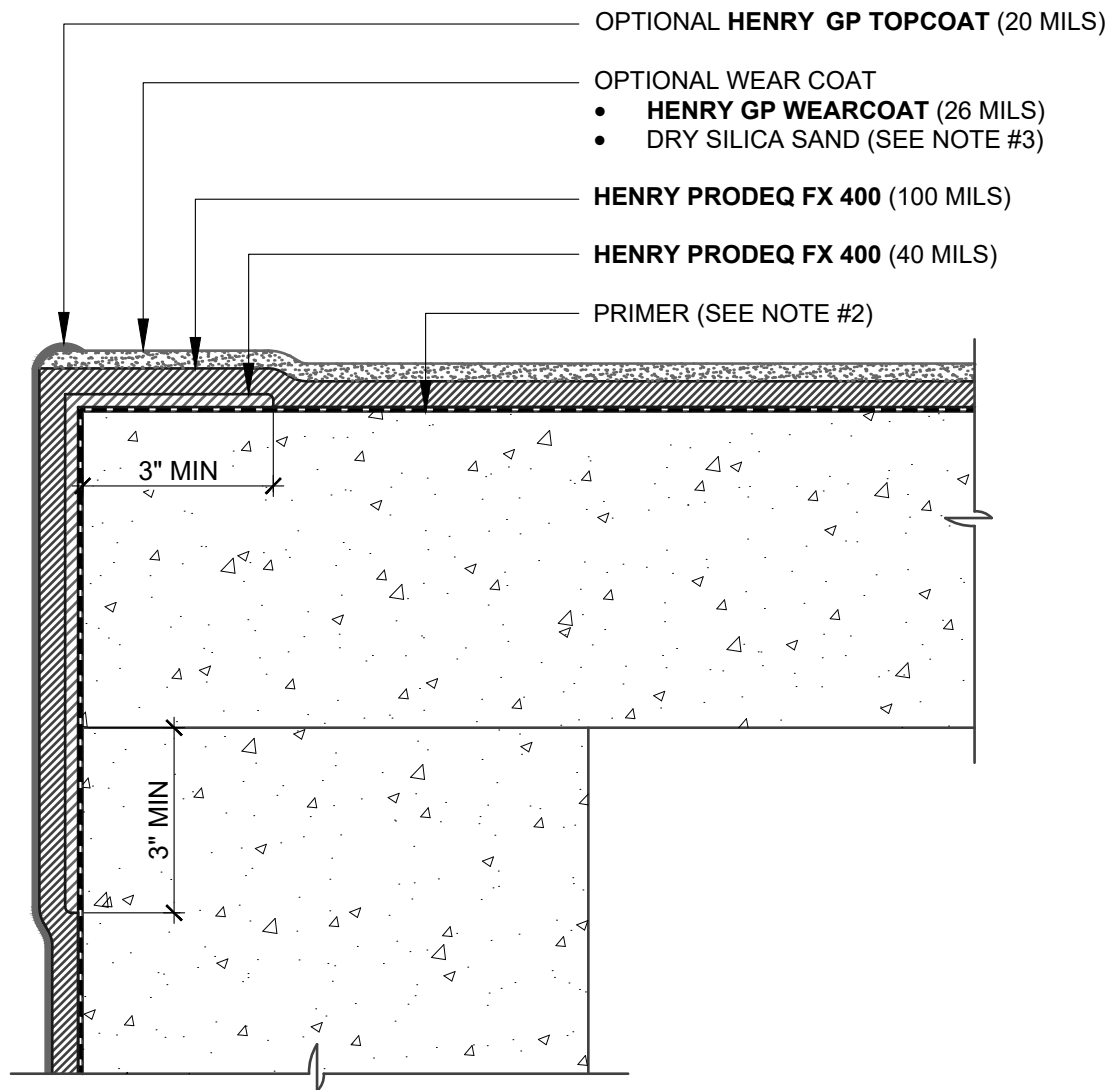 OPTIONAL HENRY GP TOPCOAT (20 MILS)
OPTIONAL WEAR COAT
• HENRY GP WEARCOAT (26 MILS)
• DRY SILICA SAND (SEE NOTE #3)
HENRY PRODEQ FX 400 (100 MILS)
HENRY PRODEQ FX 400 (40 MILS)
PRIMER (SEE NOTE #2)
3" MIN
3" MIN